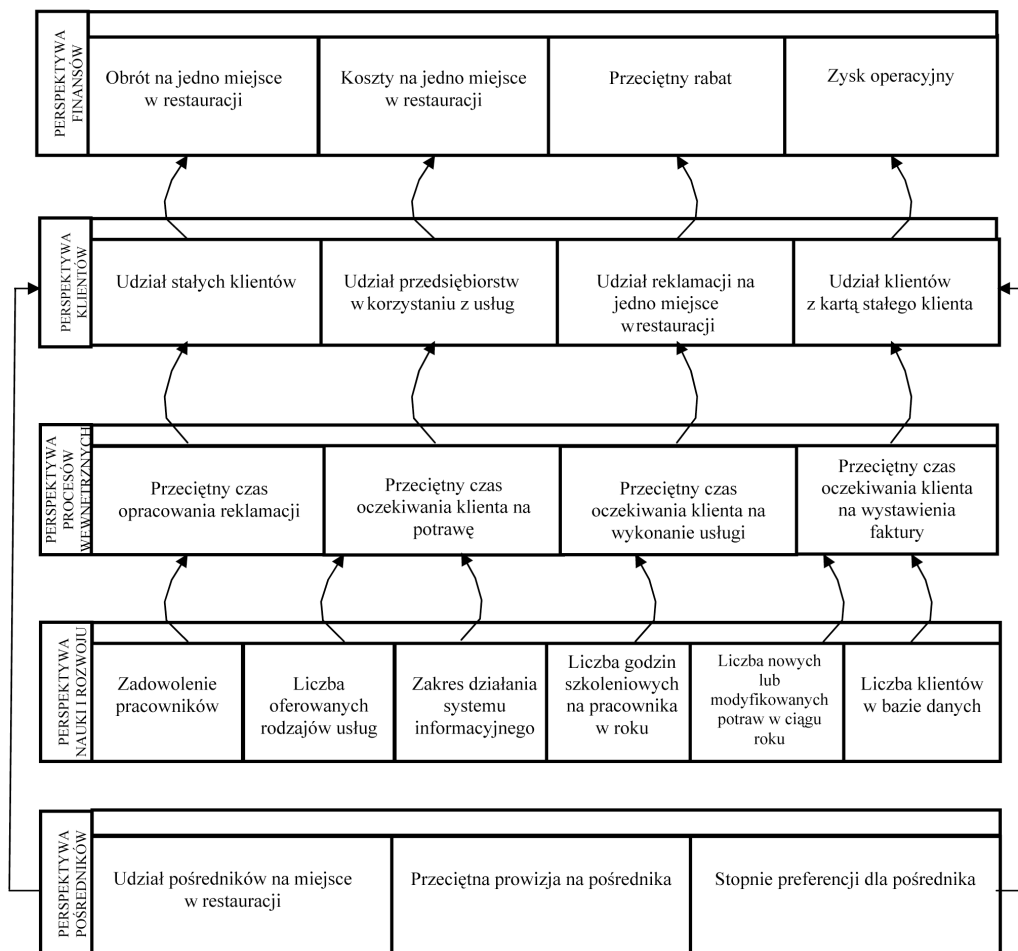 PERSPEKTYWA
FINANSÓW
Obrót na jedno miejsce
w restauracji
Koszty na jedno miejsce
w restauracji
Przeciętny rabat
Zysk operacyjny
PERSPEKTYWA
KLIENTÓW
Udział stałych klientów
Udział przedsiębiorstw
w korzystaniu z usług
Udział reklamacji na
jedno miejsce
w restauracji
Udział klientów
z kartą stałego klienta
PERSPEKTYWA
PROCESÓW
WEWNETRZNYCH
Przeciętny czas
opracowania reklamacji
Przeciętny czas
oczekiwania klienta na
potrawę
Przeciętny czas
oczekiwania klienta na
wykonanie usługi
Przeciętny czas
oczekiwania klienta
na wystawienia
faktury
PERSPEKTYWA
NAUKI I ROZWOJU
Zadowolenie
pracowników
Liczba
oferowanych
rodzajów usług
Zakres działania
systemu
informacyjnego
Liczba godzin
szkoleniowych
na pracownika
w roku
Liczba nowych
lub
modyfikowanych
potraw w ciągu
roku
Liczba klientów
w bazie danych
PERSPEKTYWA
POŚREDNIKÓW
Udział pośredników na miejsce
w restauracji
Przeciętna prowizja na pośrednika
Stopnie preferencji dla pośrednika